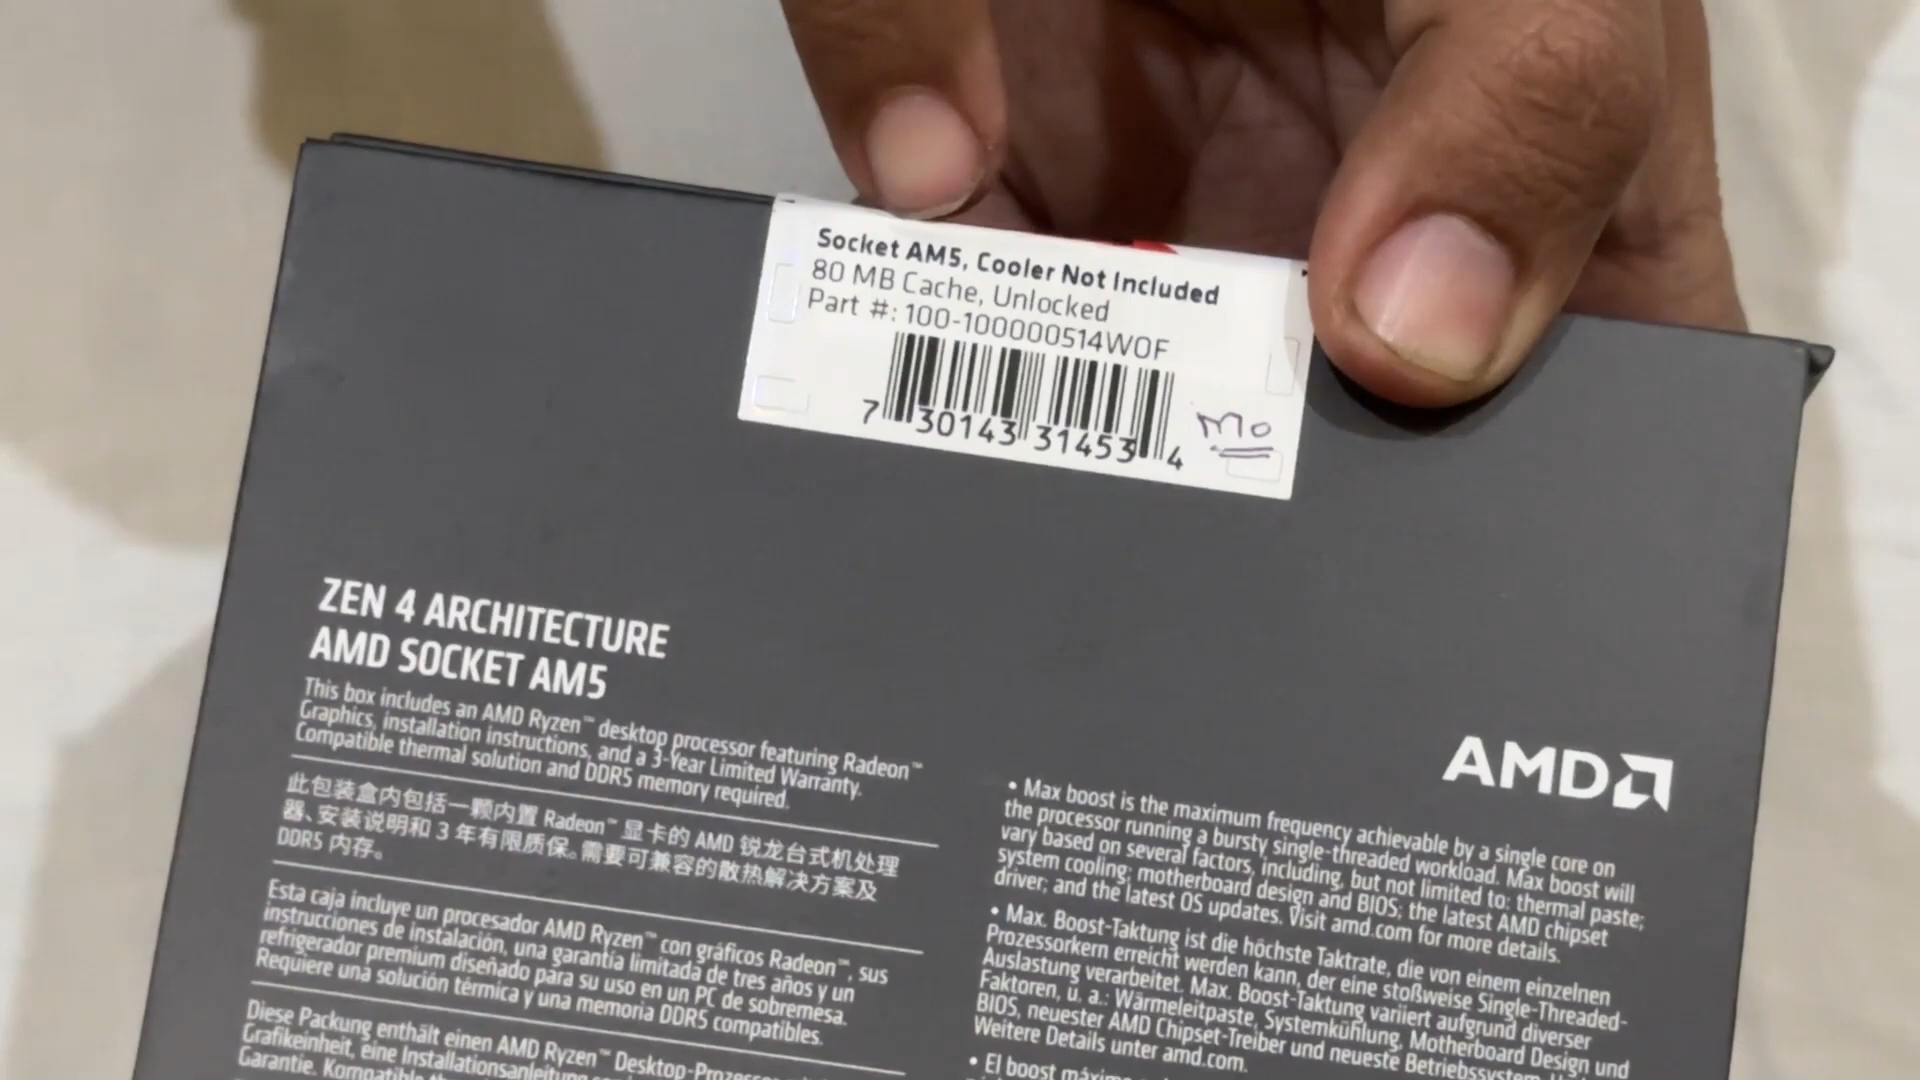 Socket AM5, Cooler Not Included
80 MB Cache, Unlocked
Part #: 100-100000514WOF
7 30143 31453 4
Mo
ZEN 4 ARCHITECTURE
AMD SOCKET AM5
This box includes an AMD Ryzen™ desktop processor featuring Radeon™
Graphics, installation instructions, and a 3-Year Limited Warranty.
Compatible thermal solution and DDR5 memory required.
此包装盒内包括一颗内置 Radeon™ 显卡的 AMD 锐龙台式机处理
器、安装说明和 3 年有限质保。需要可兼容的散热解决方案及
DDR5 内存。
Esta caja incluye un procesador AMD Ryzen™ con gráficos Radeon™, sus
instrucciones de instalación, una garantía limitada de tres años y un
refrigerador premium diseñado para su uso en un PC de sobremesa.
Requiere una solución térmica y una memoria DDR5 compatibles.
Diese Packung enthält einen AMD Ryzen™ Desktop-Prozessor
Grafikeinheit, eine Installationsanleitung
Garantie. Kompatible
AMD
• Max boost is the maximum frequency achievable by a single core on
the processor running a bursty single-threaded workload. Max boost will
vary based on several factors, including, but not limited to: thermal paste;
system cooling; motherboard design and BIOS; the latest AMD chipset
driver; and the latest OS updates. Visit amd.com for more details.
• Max. Boost-Taktung ist die höchste Taktrate, die von einem einzelnen
Prozessorkern erreicht werden kann, der eine stoßweise Single-Threaded-
Auslastung verarbeitet. Max. Boost-Taktung variiert aufgrund diverser
Faktoren, u. a.: Wärmeleitpaste, Systemkühlung, Motherboard Design und
BIOS, neuester AMD Chipset-Treiber und neueste Betriebssystem-
Weitere Details unter amd.com.
• El boost